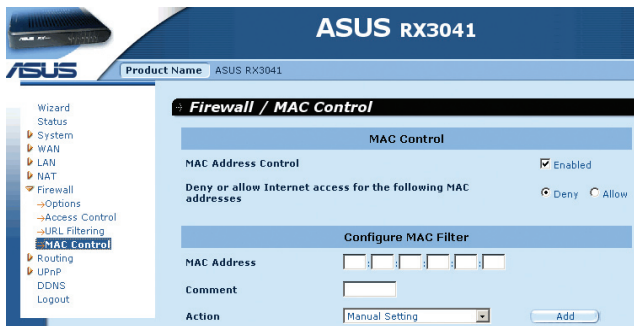 ASUS RX3041
ASUS
Product Name ASUS RX3041
Wizard
Status
System
WAN
LAN
NAT
Firewall
→Options
→Access Control
→URL Filtering
→MAC Control
Routing
UPnP
DDNS
Logout
Firewall / MAC Control
MAC Control
MAC Address Control Enabled
Deny or allow Internet access for the following MAC
addresses Deny Allow
Configure MAC Filter
MAC Address : : : : :
Comment
Action Manual Setting Add